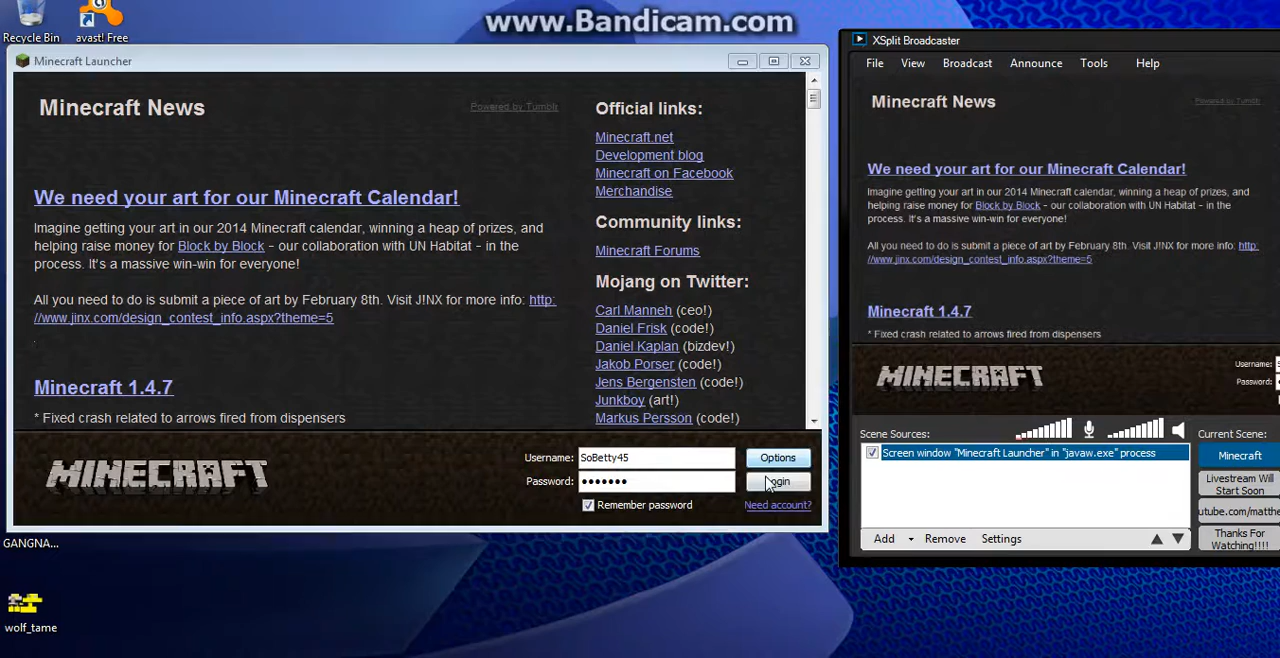 www.Bandicam.com
Recycle Bin
avast! Free
Minecraft Launcher
Minecraft News
Powered by Tumblr
We need your art for our Minecraft Calendar!
Imagine getting your art in our 2014 Minecraft calendar, winning a heap of prizes, and
helping raise money for Block by Block - our collaboration with UN Habitat - in the
process. It's a massive win-win for everyone!
All you need to do is submit a piece of art by February 8th. Visit J!NX for more info: http:
//www.jinx.com/design_contest_info.aspx?theme=5
Minecraft 1.4.7
* Fixed crash related to arrows fired from dispensers
Official links:
Minecraft.net
Development blog
Minecraft on Facebook
Merchandise
Community links:
Minecraft Forums
Mojang on Twitter:
Carl Manneh (ceo!)
Daniel Frisk (code!)
Daniel Kaplan (bizdev!)
Jakob Porser (code!)
Jens Bergensten (code!)
Junkboy (art!)
Markus Persson (code!)
MINECRAFT
Username: SoBetty45
Options
Password: •••••••
Login
Remember password
Need account?
GANGNA...
wolf_tame
XSplit Broadcaster
File View Broadcast Announce Tools Help
Minecraft News
Powered by Tumblr
We need your art for our Minecraft Calendar!
Imagine getting your art in our 2014 Minecraft calendar, winning a heap of prizes, and
helping raise money for Block by Block - our collaboration with UN Habitat - in the
process. It's a massive win-win for everyone!
All you need to do is submit a piece of art by February 8th. Visit J!NX for more info: http:
//www.jinx.com/design_contest_info.aspx?theme=5
Minecraft 1.4.7
* Fixed crash related to arrows fired from dispensers
MINECRAFT
Username:
Password:
Scene Sources:
Screen window "Minecraft Launcher" in "javaw.exe" process
Add Remove Settings
Current Scene:
Minecraft
Livestream Will
Start Soon
utube.com/matthe
Thanks For
Watching!!!!